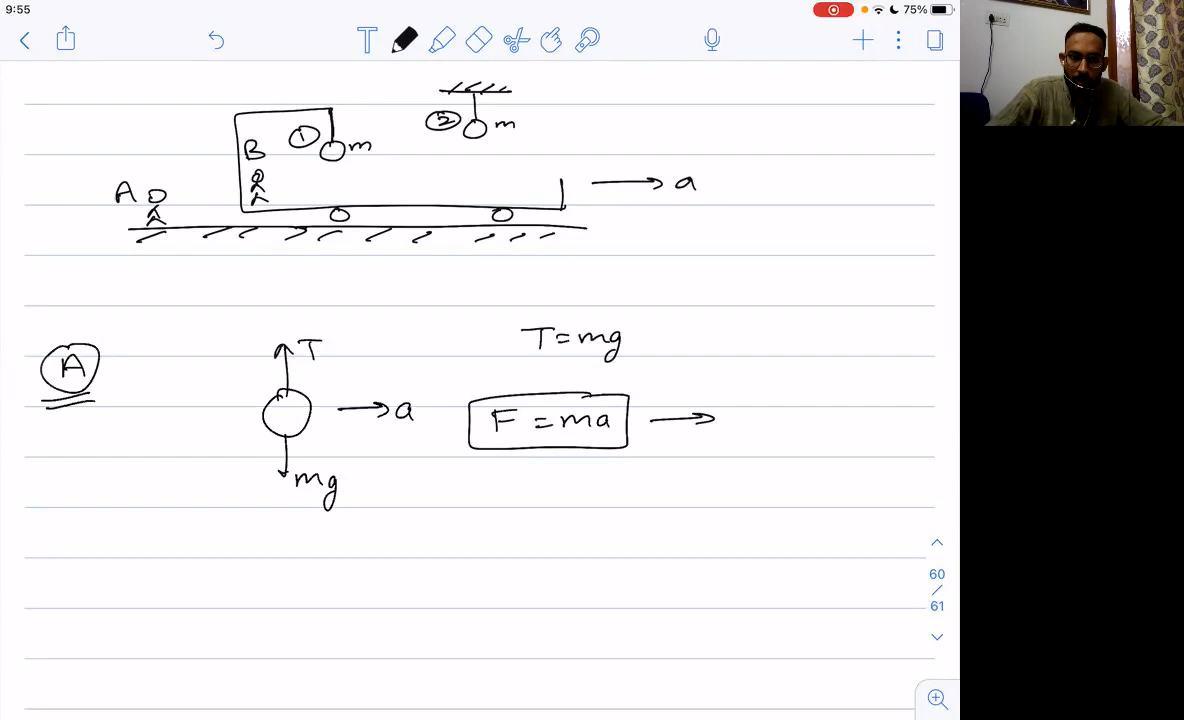 9:55
75%
T
②
m
①
m
B
A
a
A
T
T = mg
a
F = ma
mg
60
/
61